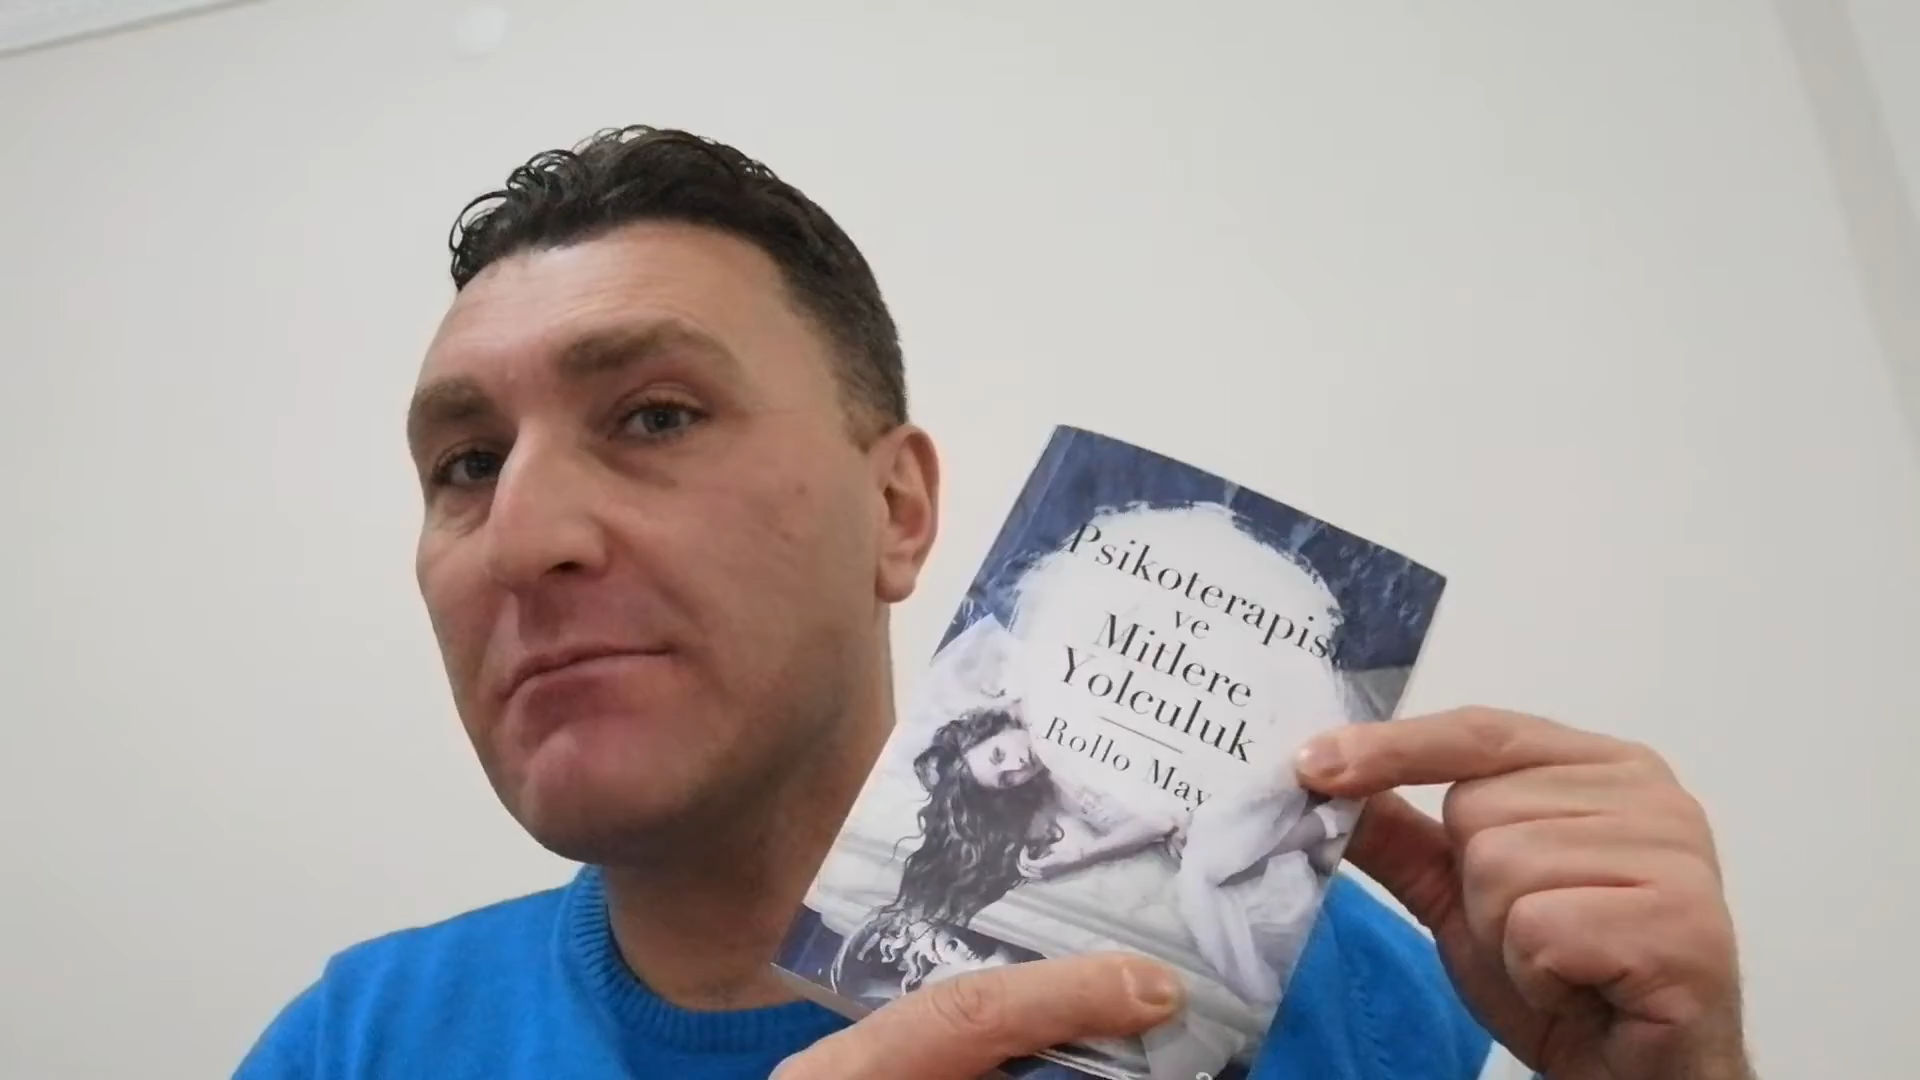 Psikoterapist
ve
Mitlere
Yolculuk
Rollo May